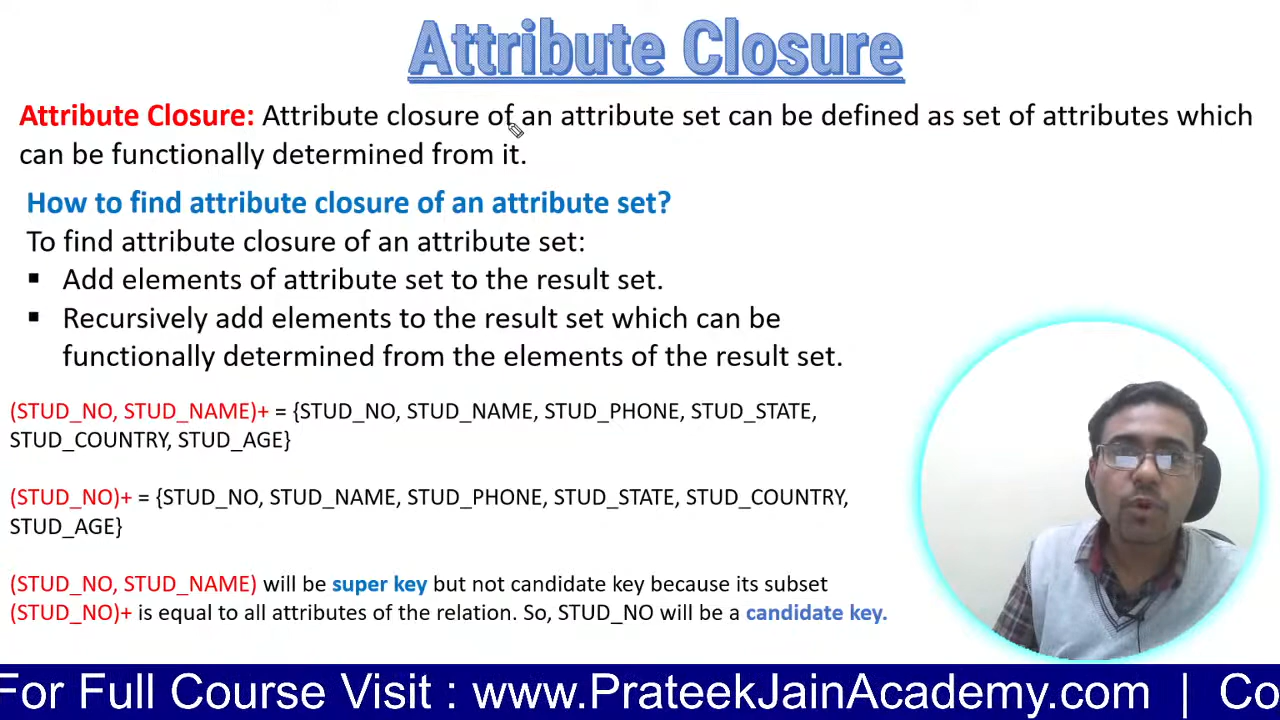 Attribute Closure
Attribute Closure: Attribute closure of an attribute set can be defined as set of attributes which
can be functionally determined from it.
How to find attribute closure of an attribute set?
To find attribute closure of an attribute set:
▪ Add elements of attribute set to the result set.
▪ Recursively add elements to the result set which can be
functionally determined from the elements of the result set.
(STUD_NO, STUD_NAME)+ = {STUD_NO, STUD_NAME, STUD_PHONE, STUD_STATE,
STUD_COUNTRY, STUD_AGE}
(STUD_NO)+ = {STUD_NO, STUD_NAME, STUD_PHONE, STUD_STATE, STUD_COUNTRY,
STUD_AGE}
(STUD_NO, STUD_NAME) will be super key but not candidate key because its subset
(STUD_NO)+ is equal to all attributes of the relation. So, STUD_NO will be a candidate key.
For Full Course Visit : www.PrateekJainAcademy.com | Co